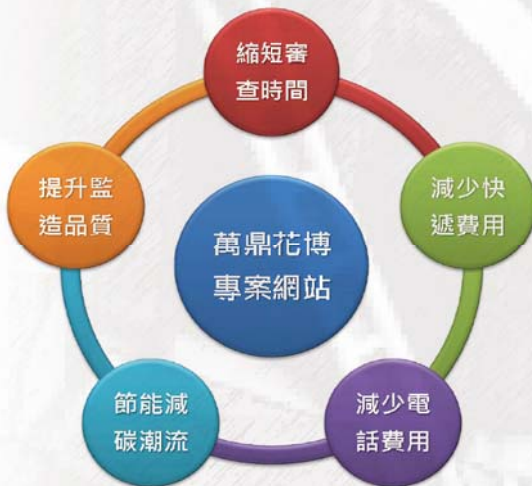 縮短審
查時間
減少快
遞費用
減少電
話費用
節能減
碳潮流
提升監
造品質
萬鼎花博
專案網站